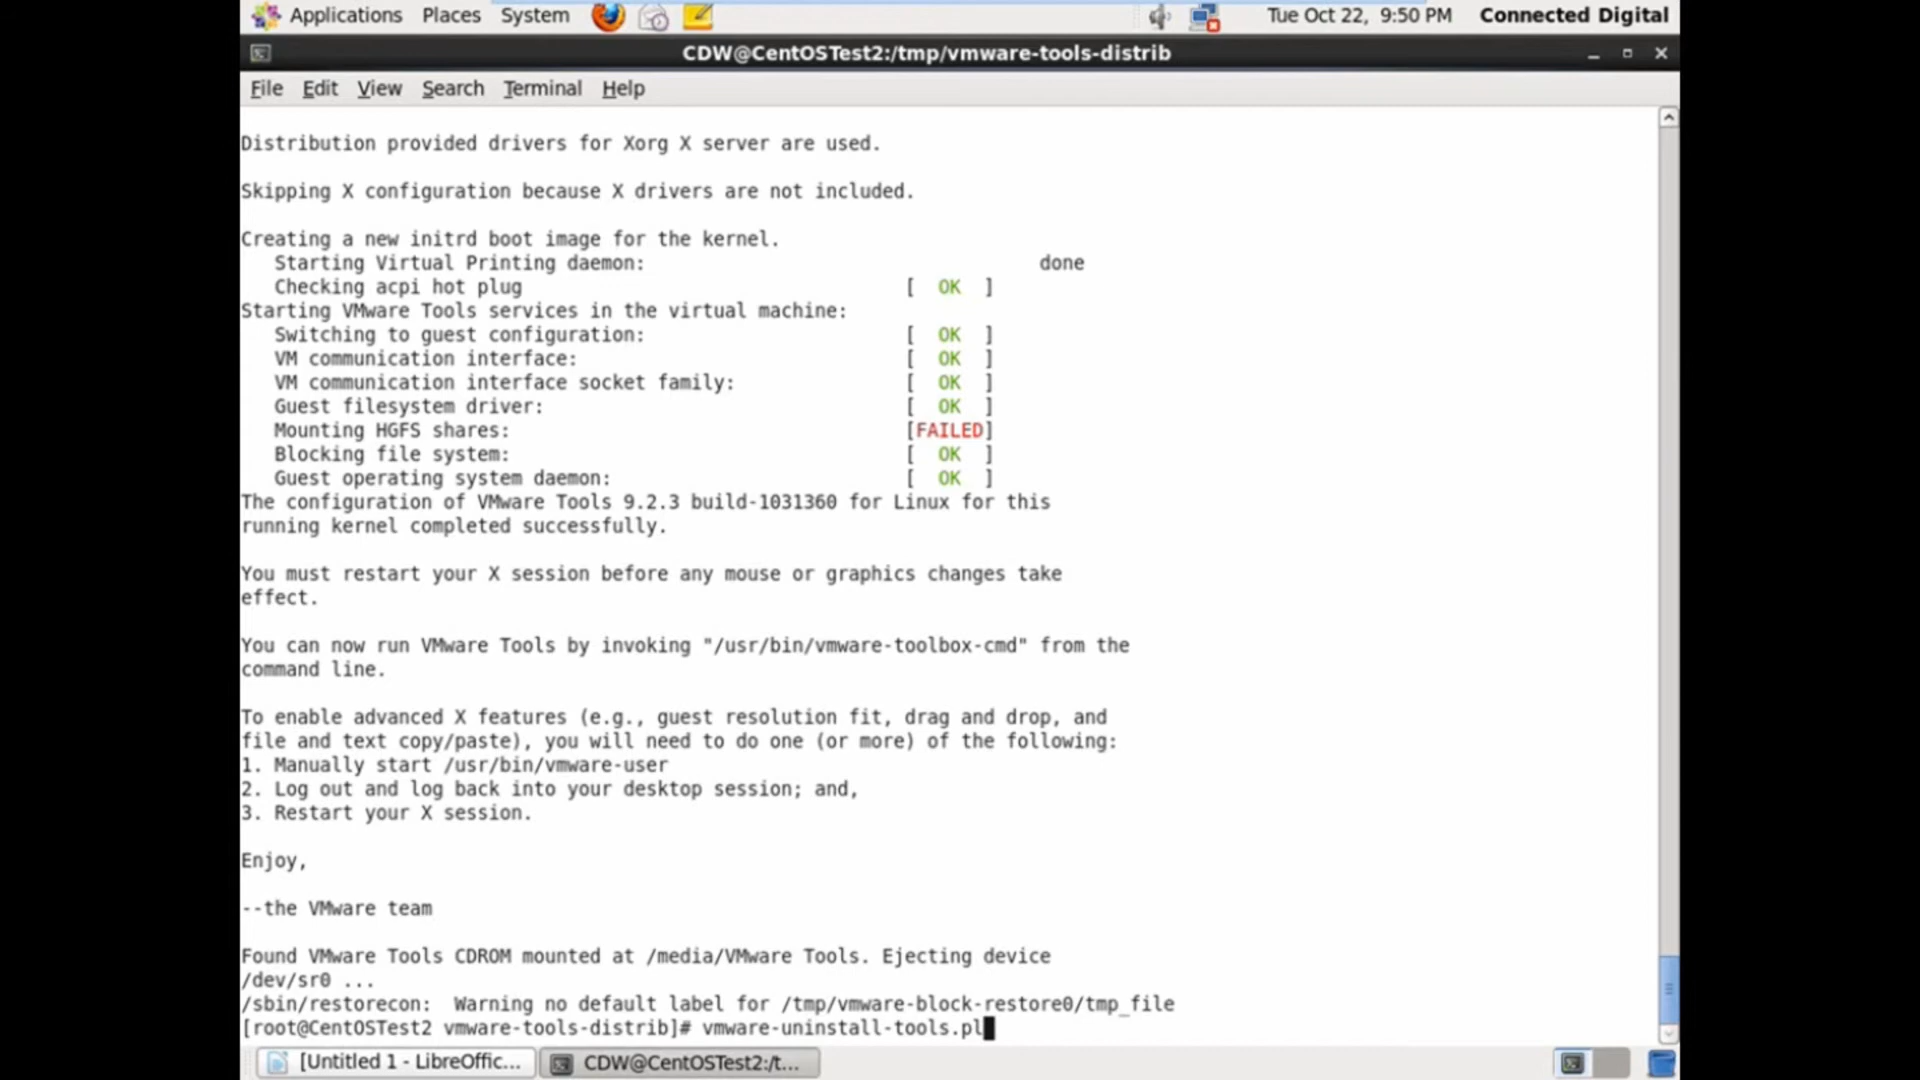 Applications Places System Tue Oct 22, 9:50 PM Connected Digital
CDW@CentOSTest2:/tmp/vmware-tools-distrib
File Edit View Search Terminal Help
Distribution provided drivers for Xorg X server are used.
Skipping X configuration because X drivers are not included.
Creating a new initrd boot image for the kernel.
Starting Virtual Printing daemon: done
Checking acpi hot plug [ OK ]
Starting VMware Tools services in the virtual machine:
Switching to guest configuration: [ OK ]
VM communication interface: [ OK ]
VM communication interface socket family: [ OK ]
Guest filesystem driver: [ OK ]
Mounting HGFS shares: [FAILED]
Blocking file system: [ OK ]
Guest operating system daemon: [ OK ]
The configuration of VMware Tools 9.2.3 build-1031360 for Linux for this
running kernel completed successfully.
You must restart your X session before any mouse or graphics changes take
effect.
You can now run VMware Tools by invoking "/usr/bin/vmware-toolbox-cmd" from the
command line.
To enable advanced X features (e.g., guest resolution fit, drag and drop, and
file and text copy/paste), you will need to do one (or more) of the following:
1. Manually start /usr/bin/vmware-user
2. Log out and log back into your desktop session; and,
3. Restart your X session.
Enjoy,
--the VMware team
Found VMware Tools CDROM mounted at /media/VMware Tools. Ejecting device
/dev/sr0 ...
/sbin/restorecon:  Warning no default label for /tmp/vmware-block-restore0/tmp_file
[root@CentOSTest2 vmware-tools-distrib]# vmware-uninstall-tools.pl
[Untitled 1 - LibreOffic... CDW@CentOSTest2:/t...